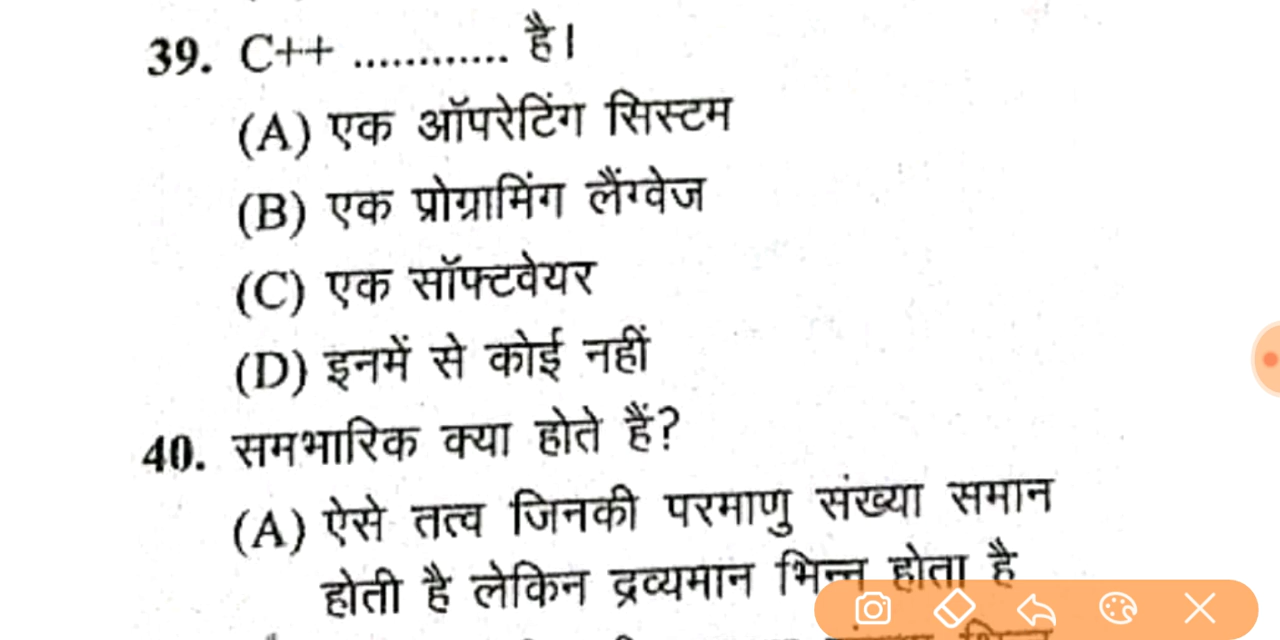 39. C++ ............ है।
(A) एक ऑपरेटिंग सिस्टम
(B) एक प्रोग्रामिंग लैंग्वेज
(C) एक सॉफ्टवेयर
(D) इनमें से कोई नहीं
40. समभारिक क्या होते हैं?
(A) ऐसे तत्व जिनकी परमाणु संख्या समान
होती है लेकिन द्रव्यमान भिन्न होता है